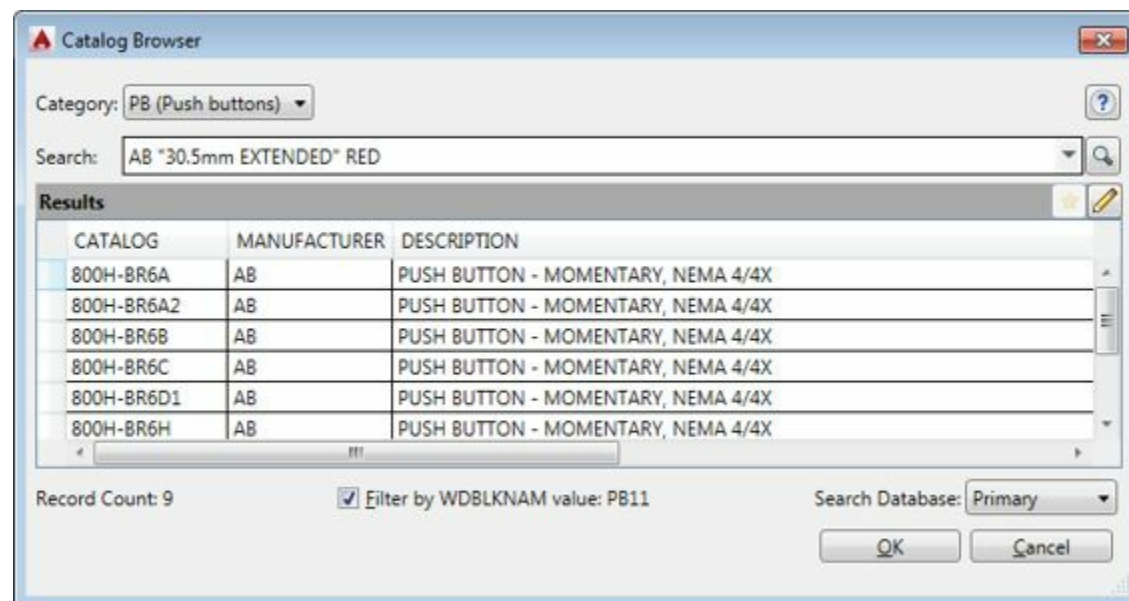 Catalog Browser
Category: PB (Push buttons)
Search: AB "30.5mm EXTENDED" RED
Results
CATALOG MANUFACTURER DESCRIPTION
800H-BR6A AB PUSH BUTTON - MOMENTARY, NEMA 4/4X
800H-BR6A2 AB PUSH BUTTON - MOMENTARY, NEMA 4/4X
800H-BR6B AB PUSH BUTTON - MOMENTARY, NEMA 4/4X
800H-BR6C AB PUSH BUTTON - MOMENTARY, NEMA 4/4X
800H-BR6D1 AB PUSH BUTTON - MOMENTARY, NEMA 4/4X
800H-BR6H AB PUSH BUTTON - MOMENTARY, NEMA 4/4X
Record Count: 9 Filter by WDBLKNAM value: PB11 Search Database: Primary
OK Cancel